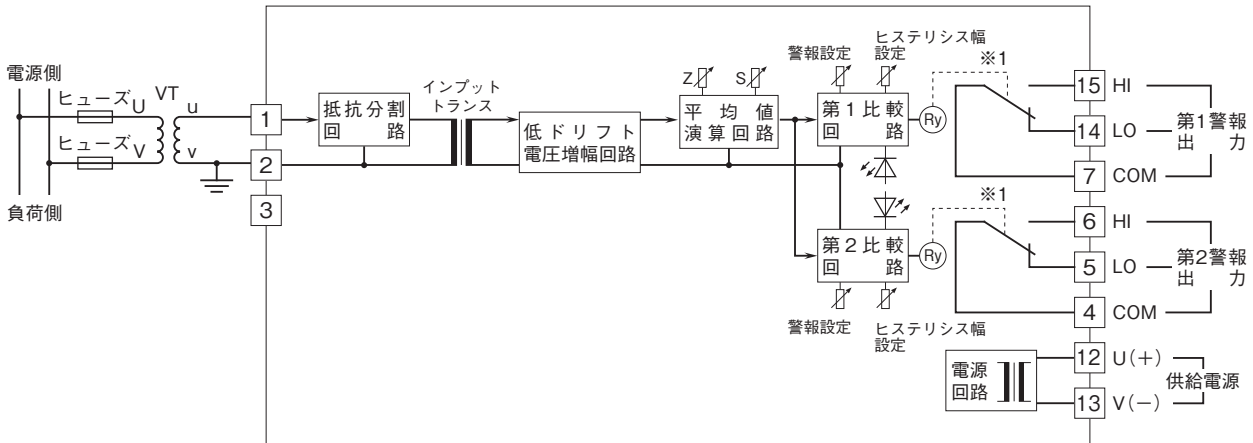 電源側
ヒューズ U VT u
ヒューズ V v
負荷側
1
2
3
抵抗分割
回路
インプット
トランス
低ドリフト
電圧増幅回路
Z S
平均値
演算回路
警報設定
ヒステリシス幅
設定
第1比較
回路
Ry
※1
15 HI
14 LO
7 COM
第1警報
出力
第2比較
回路
Ry
※1
警報設定
ヒステリシス幅
設定
6 HI
5 LO
4 COM
第2警報
出力
電源
回路
12 U(+)
13 V(−)
供給電源